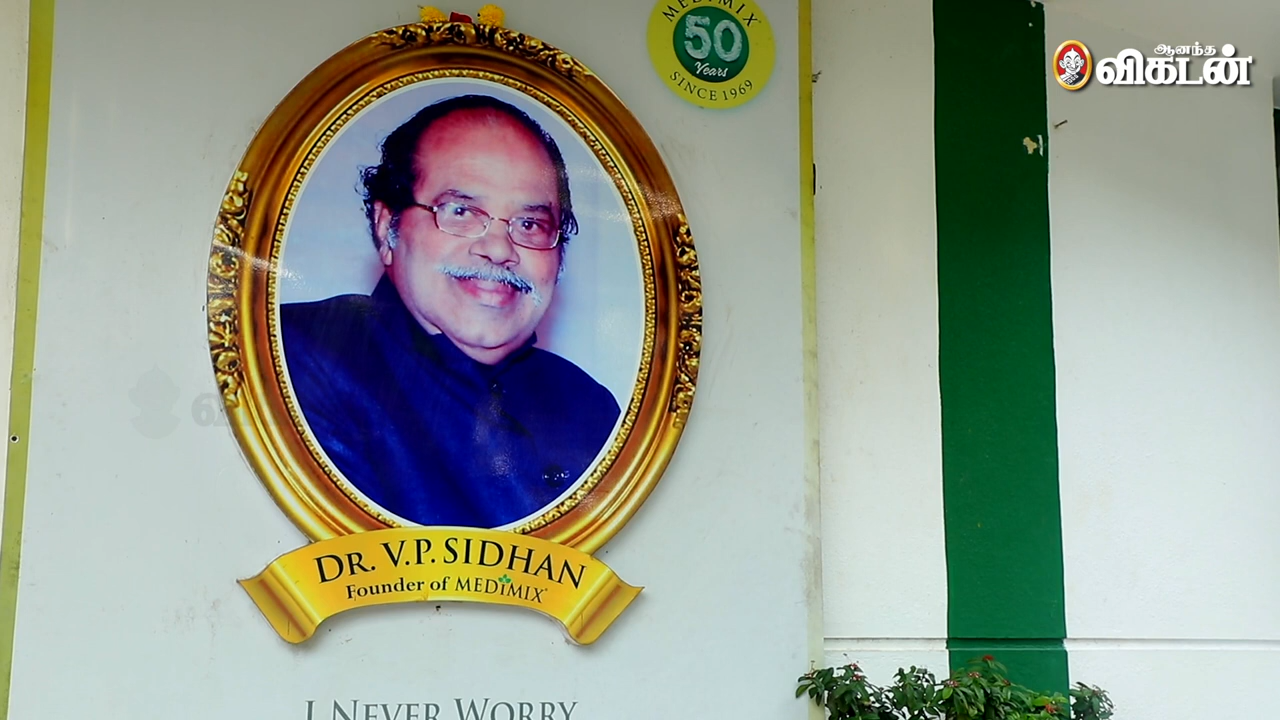 MEDIMIX®
50
Years
SINCE 1969
ஆனந்த
விகடன்
DR. V.P. SIDHAN
Founder of MEDIMIX®
I NEVER WORRY